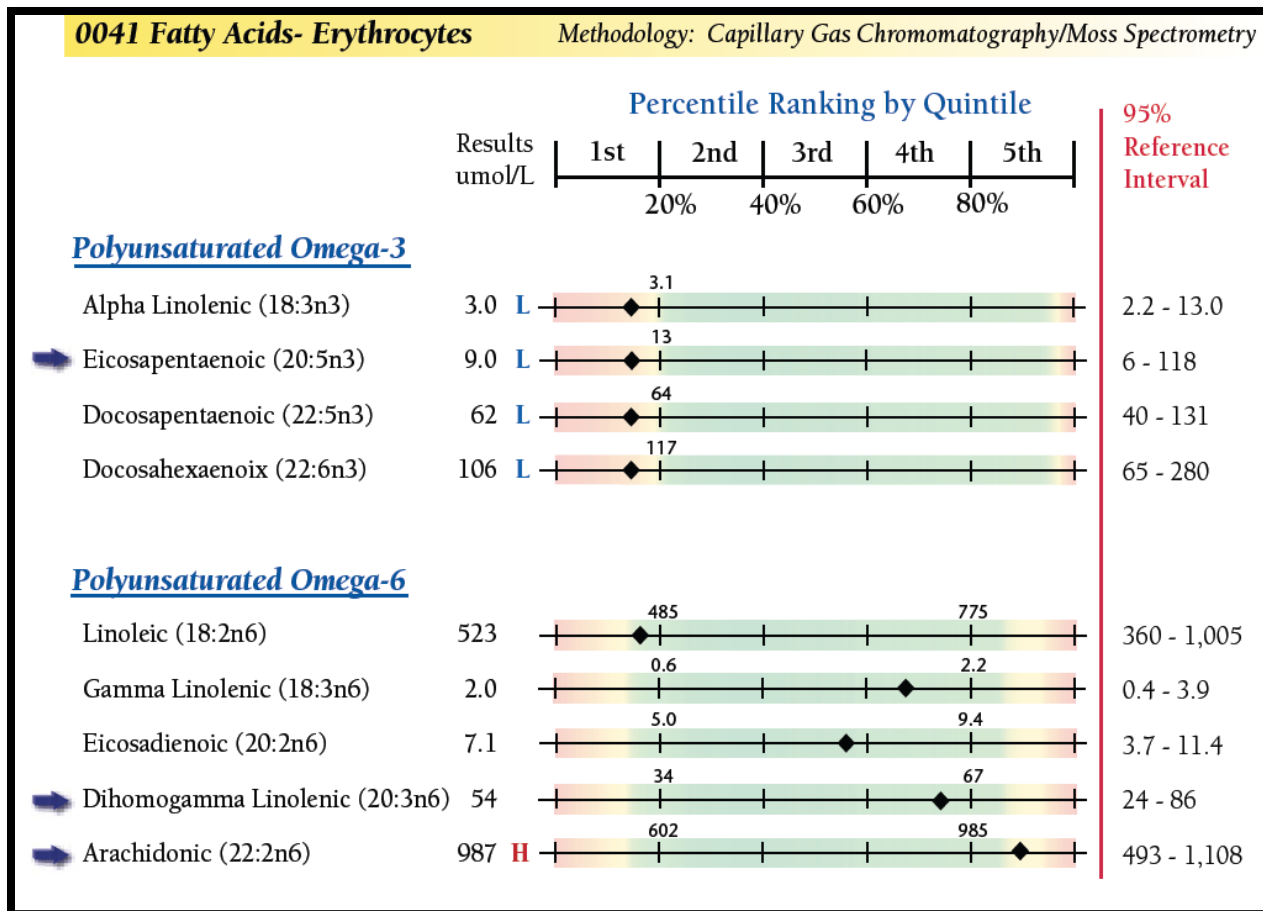 0041 Fatty Acids- Erythrocytes Methodology: Capillary Gas Chromomatography/Moss Spectrometry
Percentile Ranking by Quintile
Results umol/L
1st 2nd 3rd 4th 5th
20% 40% 60% 80%
95% Reference Interval
Polyunsaturated Omega-3
3.1
Alpha Linolenic (18:3n3) 3.0 L 2.2 - 13.0
13
Eicosapentaenoic (20:5n3) 9.0 L 6 - 118
64
Docosapentaenoic (22:5n3) 62 L 40 - 131
117
Docosahexaenoix (22:6n3) 106 L 65 - 280
Polyunsaturated Omega-6
485 775
Linoleic (18:2n6) 523 360 - 1,005
0.6 2.2
Gamma Linolenic (18:3n6) 2.0 0.4 - 3.9
5.0 9.4
Eicosadienoic (20:2n6) 7.1 3.7 - 11.4
34 67
Dihomogamma Linolenic (20:3n6) 54 24 - 86
602 985
Arachidonic (22:2n6) 987 H 493 - 1,108